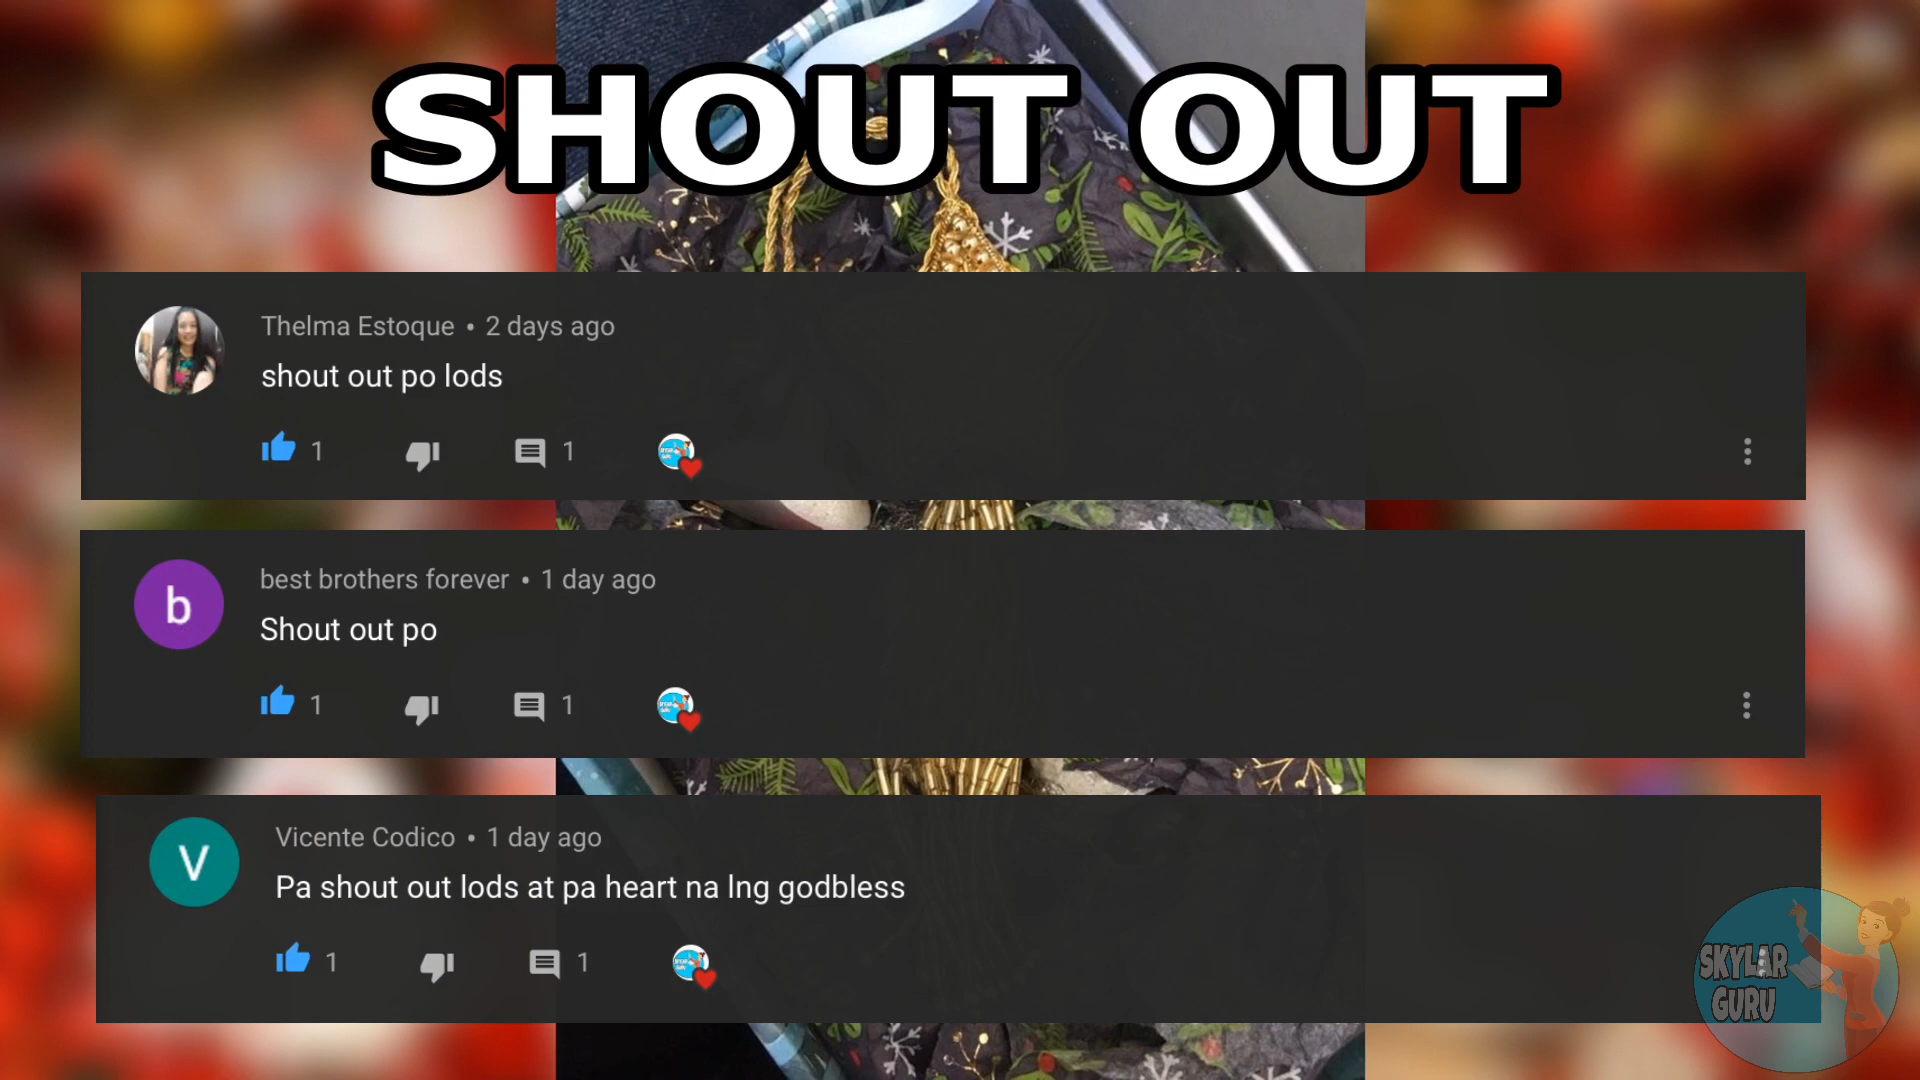 SHOUT OUT
Thelma Estoque • 2 days ago
shout out po lods
1 1
b
best brothers forever • 1 day ago
Shout out po
1 1
V
Vicente Codico • 1 day ago
Pa shout out lods at pa heart na lng godbless
1 1
SKYLAR
GURU